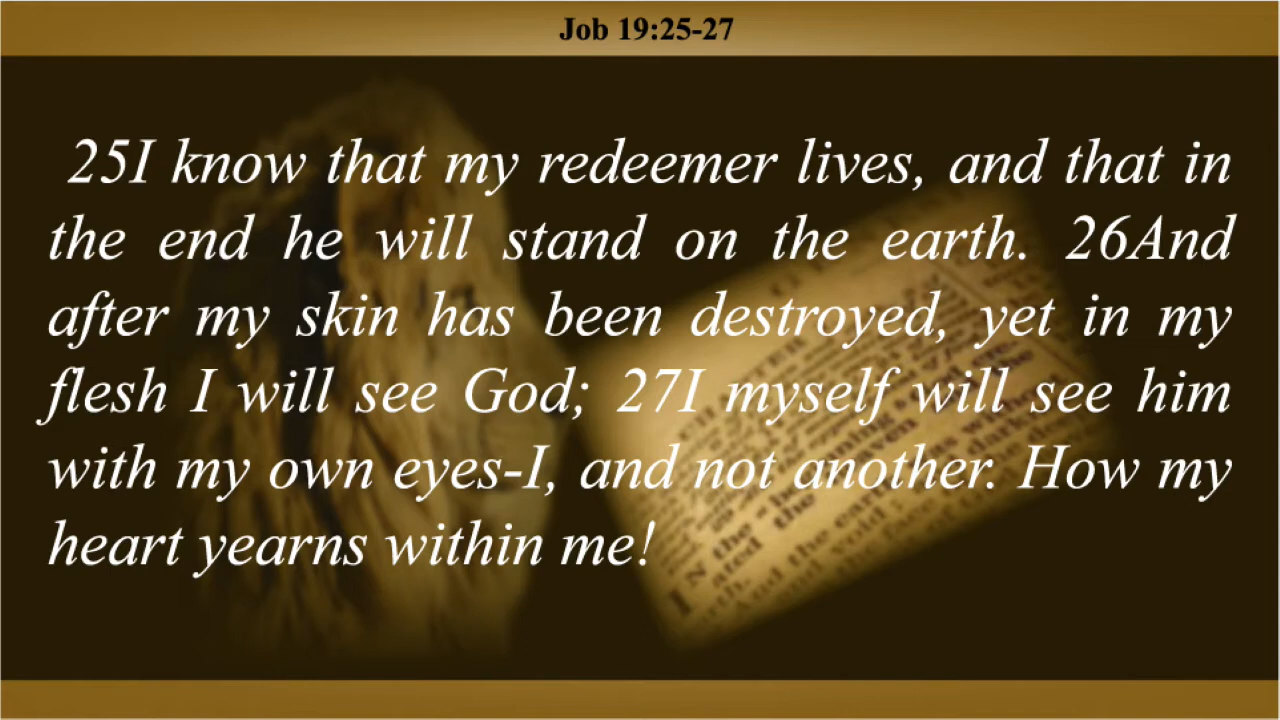 Job 19:25-27
25I know that my redeemer lives, and that in
the end he will stand on the earth. 26And
after my skin has been destroyed, yet in my
flesh I will see God; 27I myself will see him
with my own eyes-I, and not another. How my
heart yearns within me!